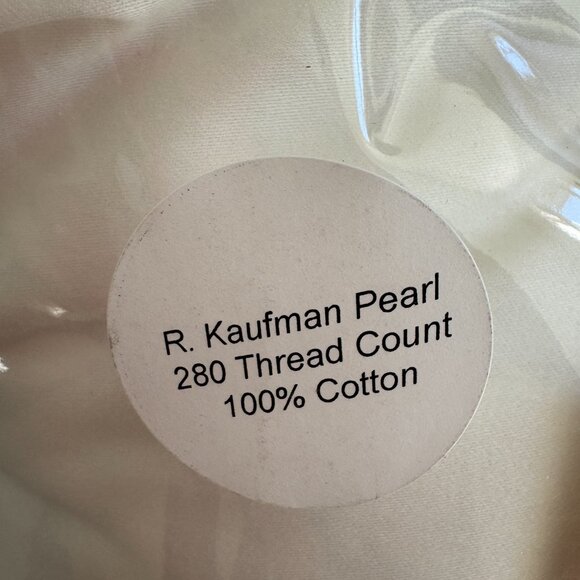 R. Kaufman Pearl
280 Thread Count
100% Cotton